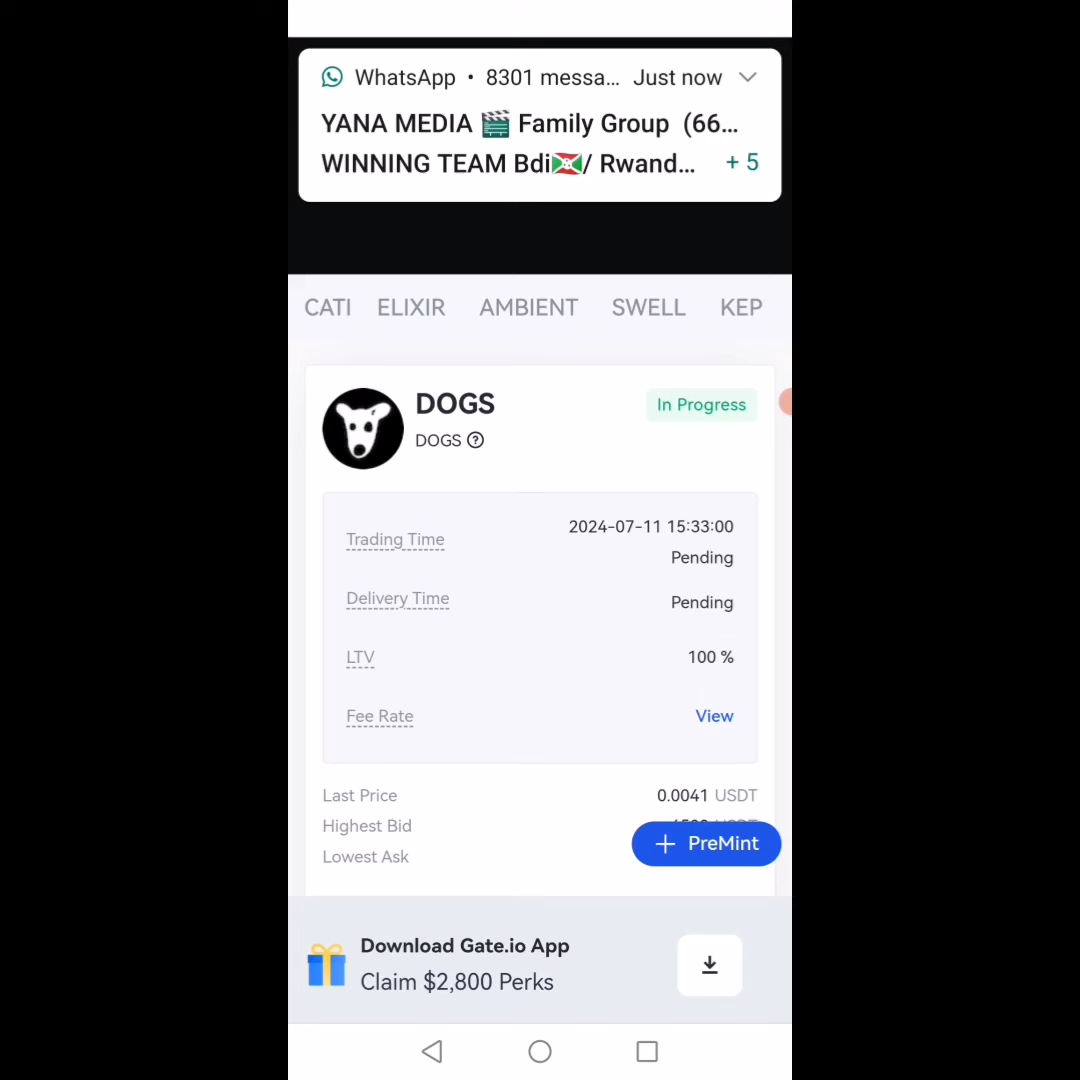 WhatsApp • 8301 messa... Just now
YANA MEDIA 🎬 Family Group (66...
WINNING TEAM Bdi🇧🇮/ Rwand... + 5
CATI ELIXIR AMBIENT SWELL KEP
DOGS In Progress
DOGS
Trading Time 2024-07-11 15:33:00
Pending
Delivery Time Pending
LTV 100 %
Fee Rate View
Last Price 0.0041 USDT
Highest Bid
+ PreMint
Lowest Ask
Download Gate.io App
Claim $2,800 Perks